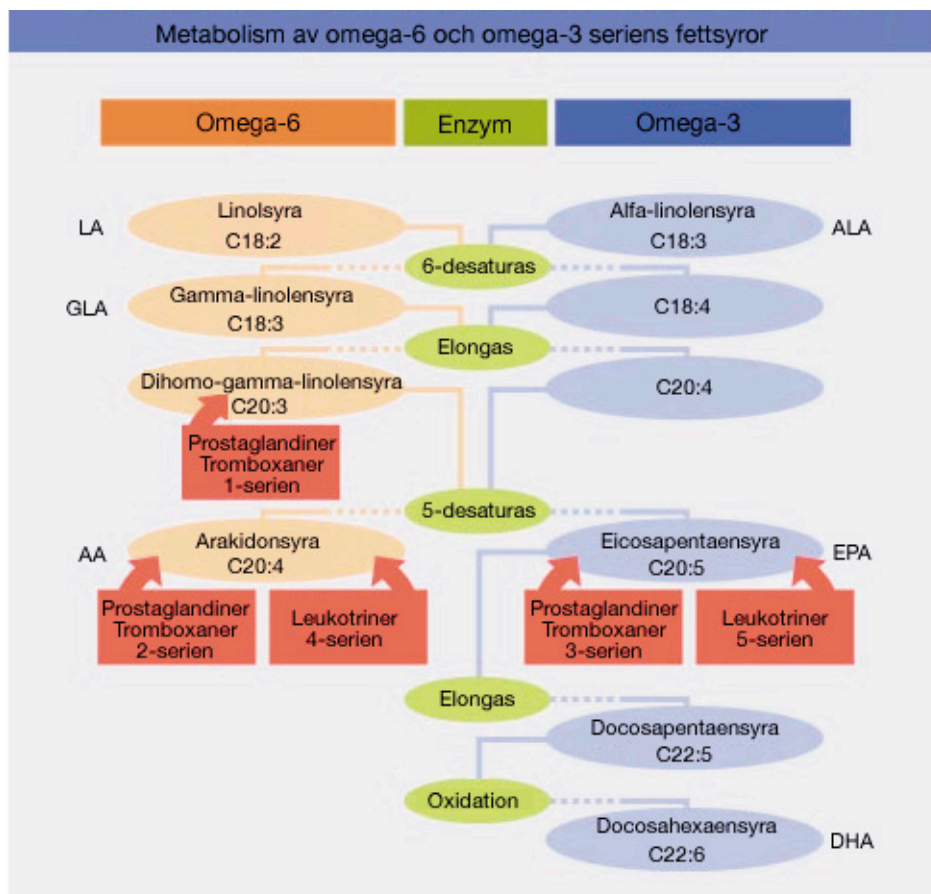 Metabolism av omega-6 och omega-3 seriens fettsyror
Omega-6
Enzym
Omega-3
LA
Linolsyra
C18:2
Alfa-linolensyra
C18:3
ALA
6-desaturas
GLA
Gamma-linolensyra
C18:3
C18:4
Elongas
Dihomo-gamma-linolensyra
C20:3
C20:4
Prostaglandiner
Tromboxaner
1-serien
5-desaturas
AA
Arakidonsyra
C20:4
Eicosapentaensyra
C20:5
EPA
Prostaglandiner
Tromboxaner
2-serien
Leukotriner
4-serien
Prostaglandiner
Tromboxaner
3-serien
Leukotriner
5-serien
Elongas
Docosapentaensyra
C22:5
Oxidation
Docosahexaensyra
C22:6
DHA